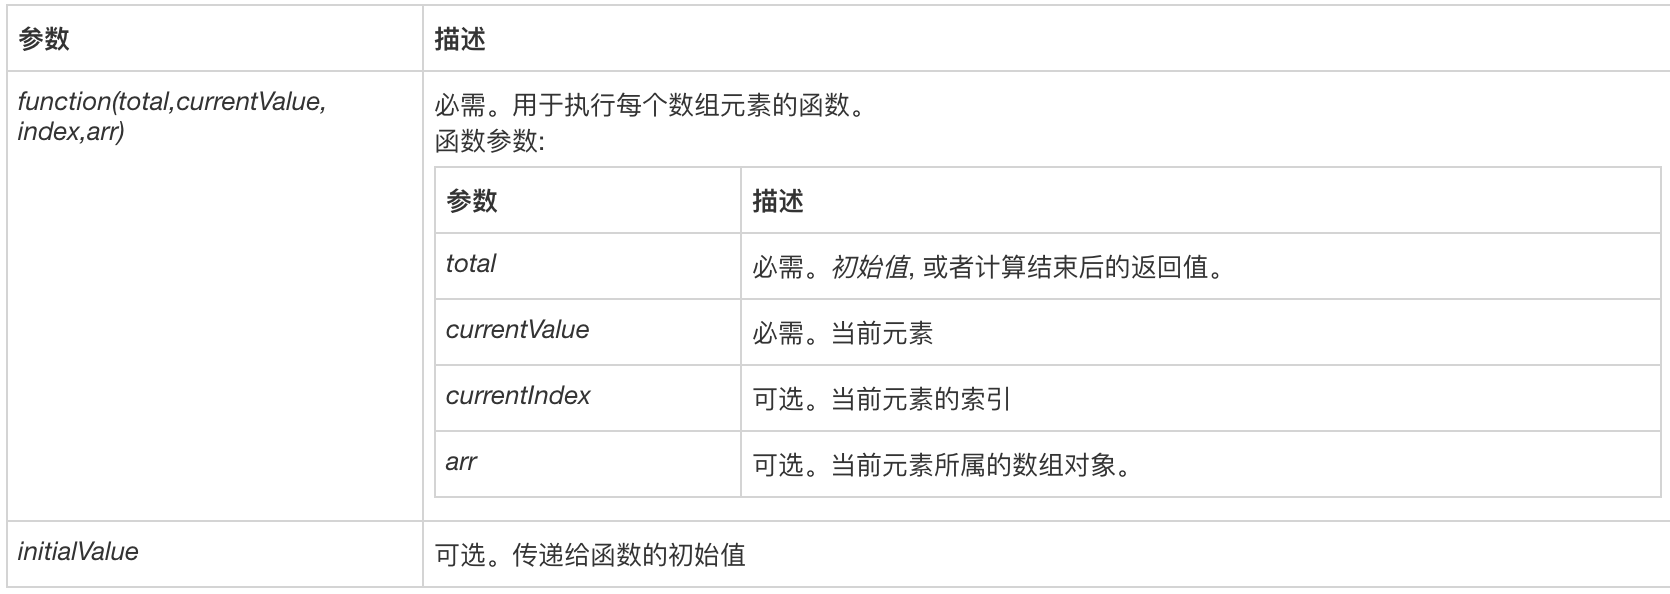 参数 描述
function(total,currentValue,
index,arr)
必需。用于执行每个数组元素的函数。
函数参数:
参数 描述
total 必需。初始值, 或者计算结束后的返回值。
currentValue 必需。当前元素
currentIndex 可选。当前元素的索引
arr 可选。当前元素所属的数组对象。
initialValue 可选。传递给函数的初始值